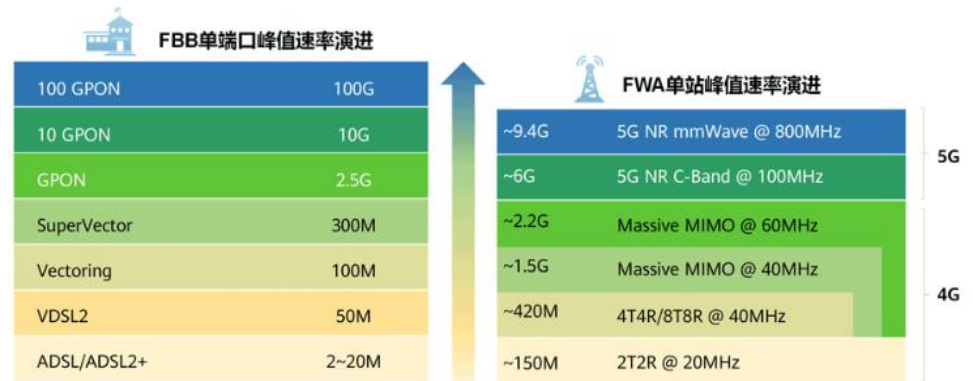 FBB单端口峰值速率演进
100 GPON 100G
10 GPON 10G
GPON 2.5G
SuperVector 300M
Vectoring 100M
VDSL2 50M
ADSL/ADSL2+ 2~20M
FWA单站峰值速率演进
~9.4G 5G NR mmWave @ 800MHz
~6G 5G NR C-Band @ 100MHz
~2.2G Massive MIMO @ 60MHz
~1.5G Massive MIMO @ 40MHz
~420M 4T4R/8T8R @ 40MHz
~150M 2T2R @ 20MHz
5G
4G